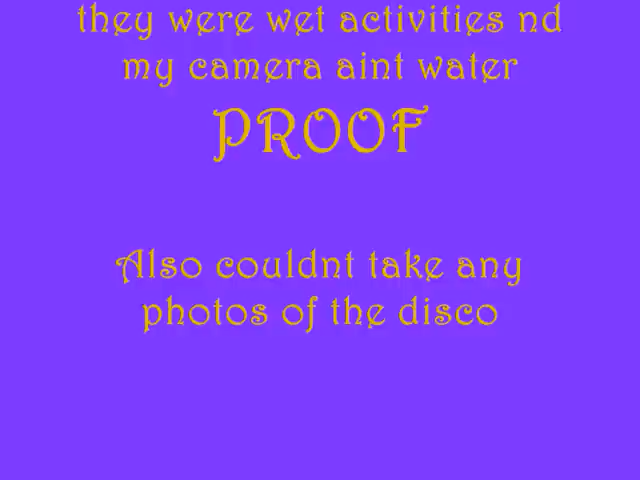 they were wet activities nd
my camera aint water
PROOF
Also couldnt take any
photos of the disco